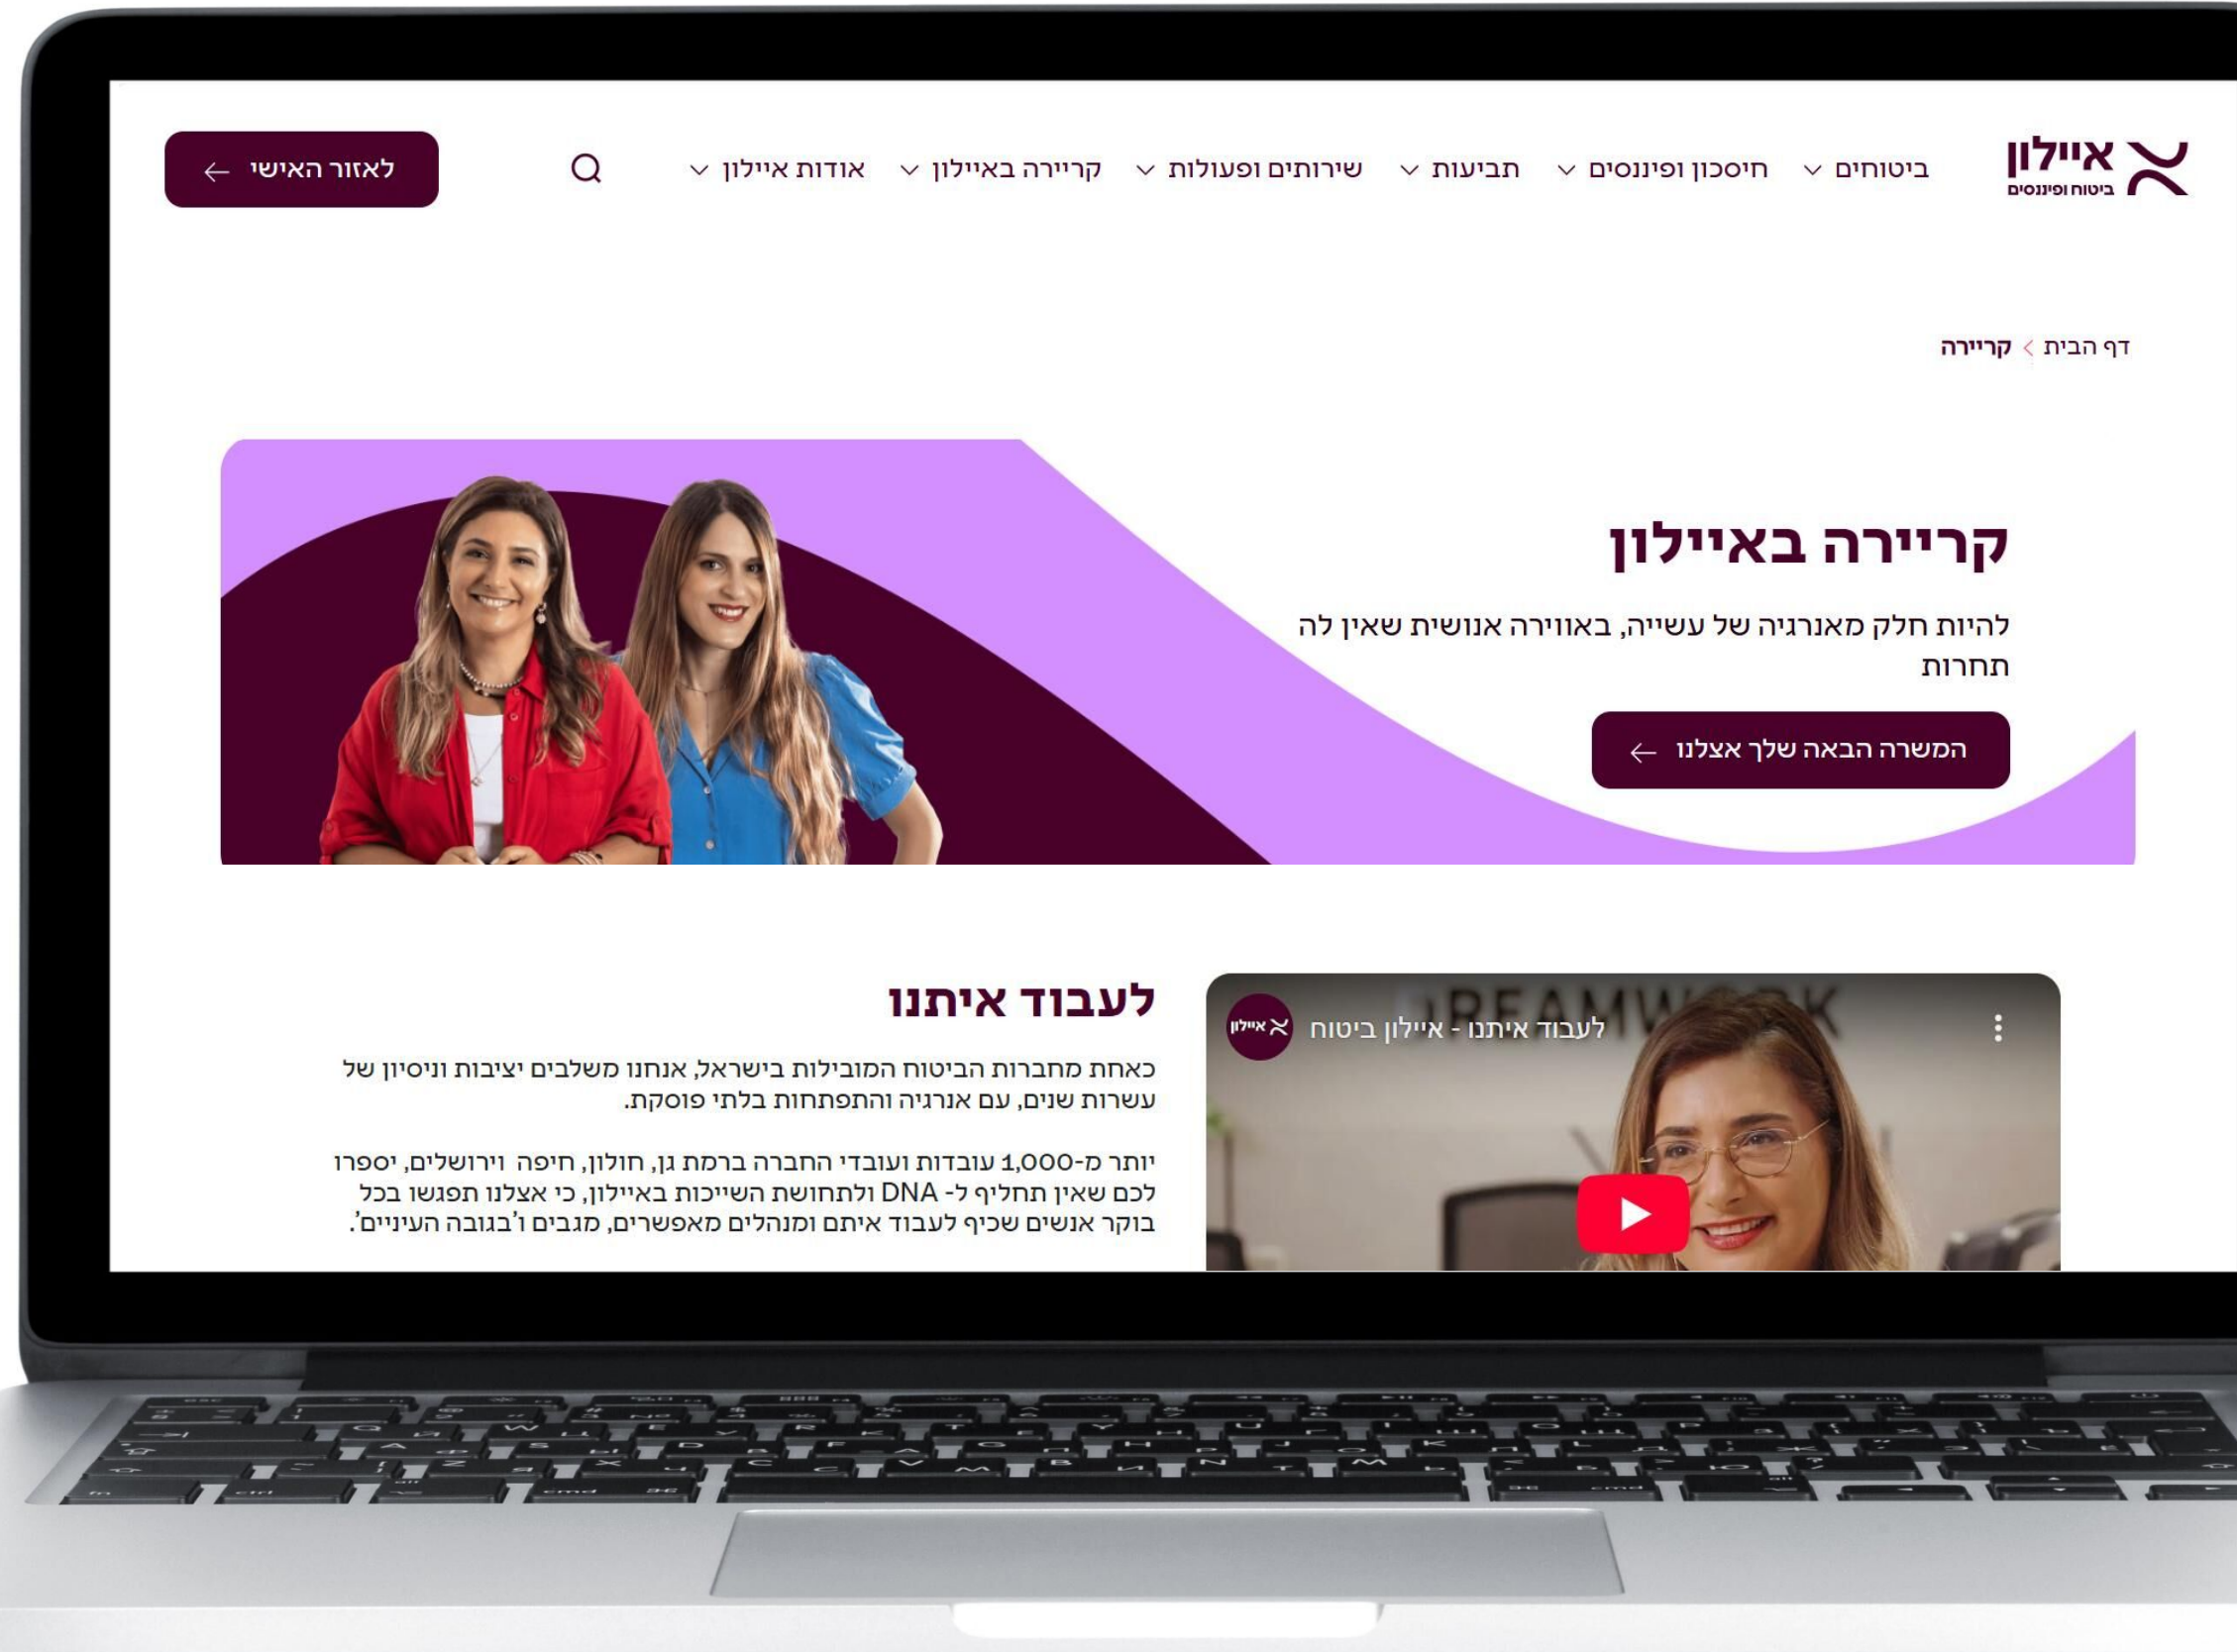 איילון
ביטוח ופיננסים
ביטוחים
חיסכון ופיננסים
תביעות
שירותים ופעולות
קריירה באיילון
אודות איילון
לאזור האישי
דף הבית > קריירה
קריירה באיילון
להיות חלק מאנרגיה של עשייה, באווירה אנושית שאין לה
תחרות
המשרה הבאה שלך אצלנו
איילון
לעבוד איתנו - איילון ביטוח
לעבוד איתנו
כאחת מחברות הביטוח המובילות בישראל, אנחנו משלבים יציבות וניסיון של
עשרות שנים, עם אנרגיה והתפתחות בלתי פוסקת.
יותר מ-1,000 עובדות ועובדי החברה ברמת גן, חולון, חיפה וירושלים, יספרו
לכם שאין תחליף ל- DNA ולתחושת השייכות באיילון, כי אצלנו תפגשו בכל
בוקר אנשים שכיף לעבוד איתם ומנהלים מאפשרים, מגבים ו'בגובה העיניים'.